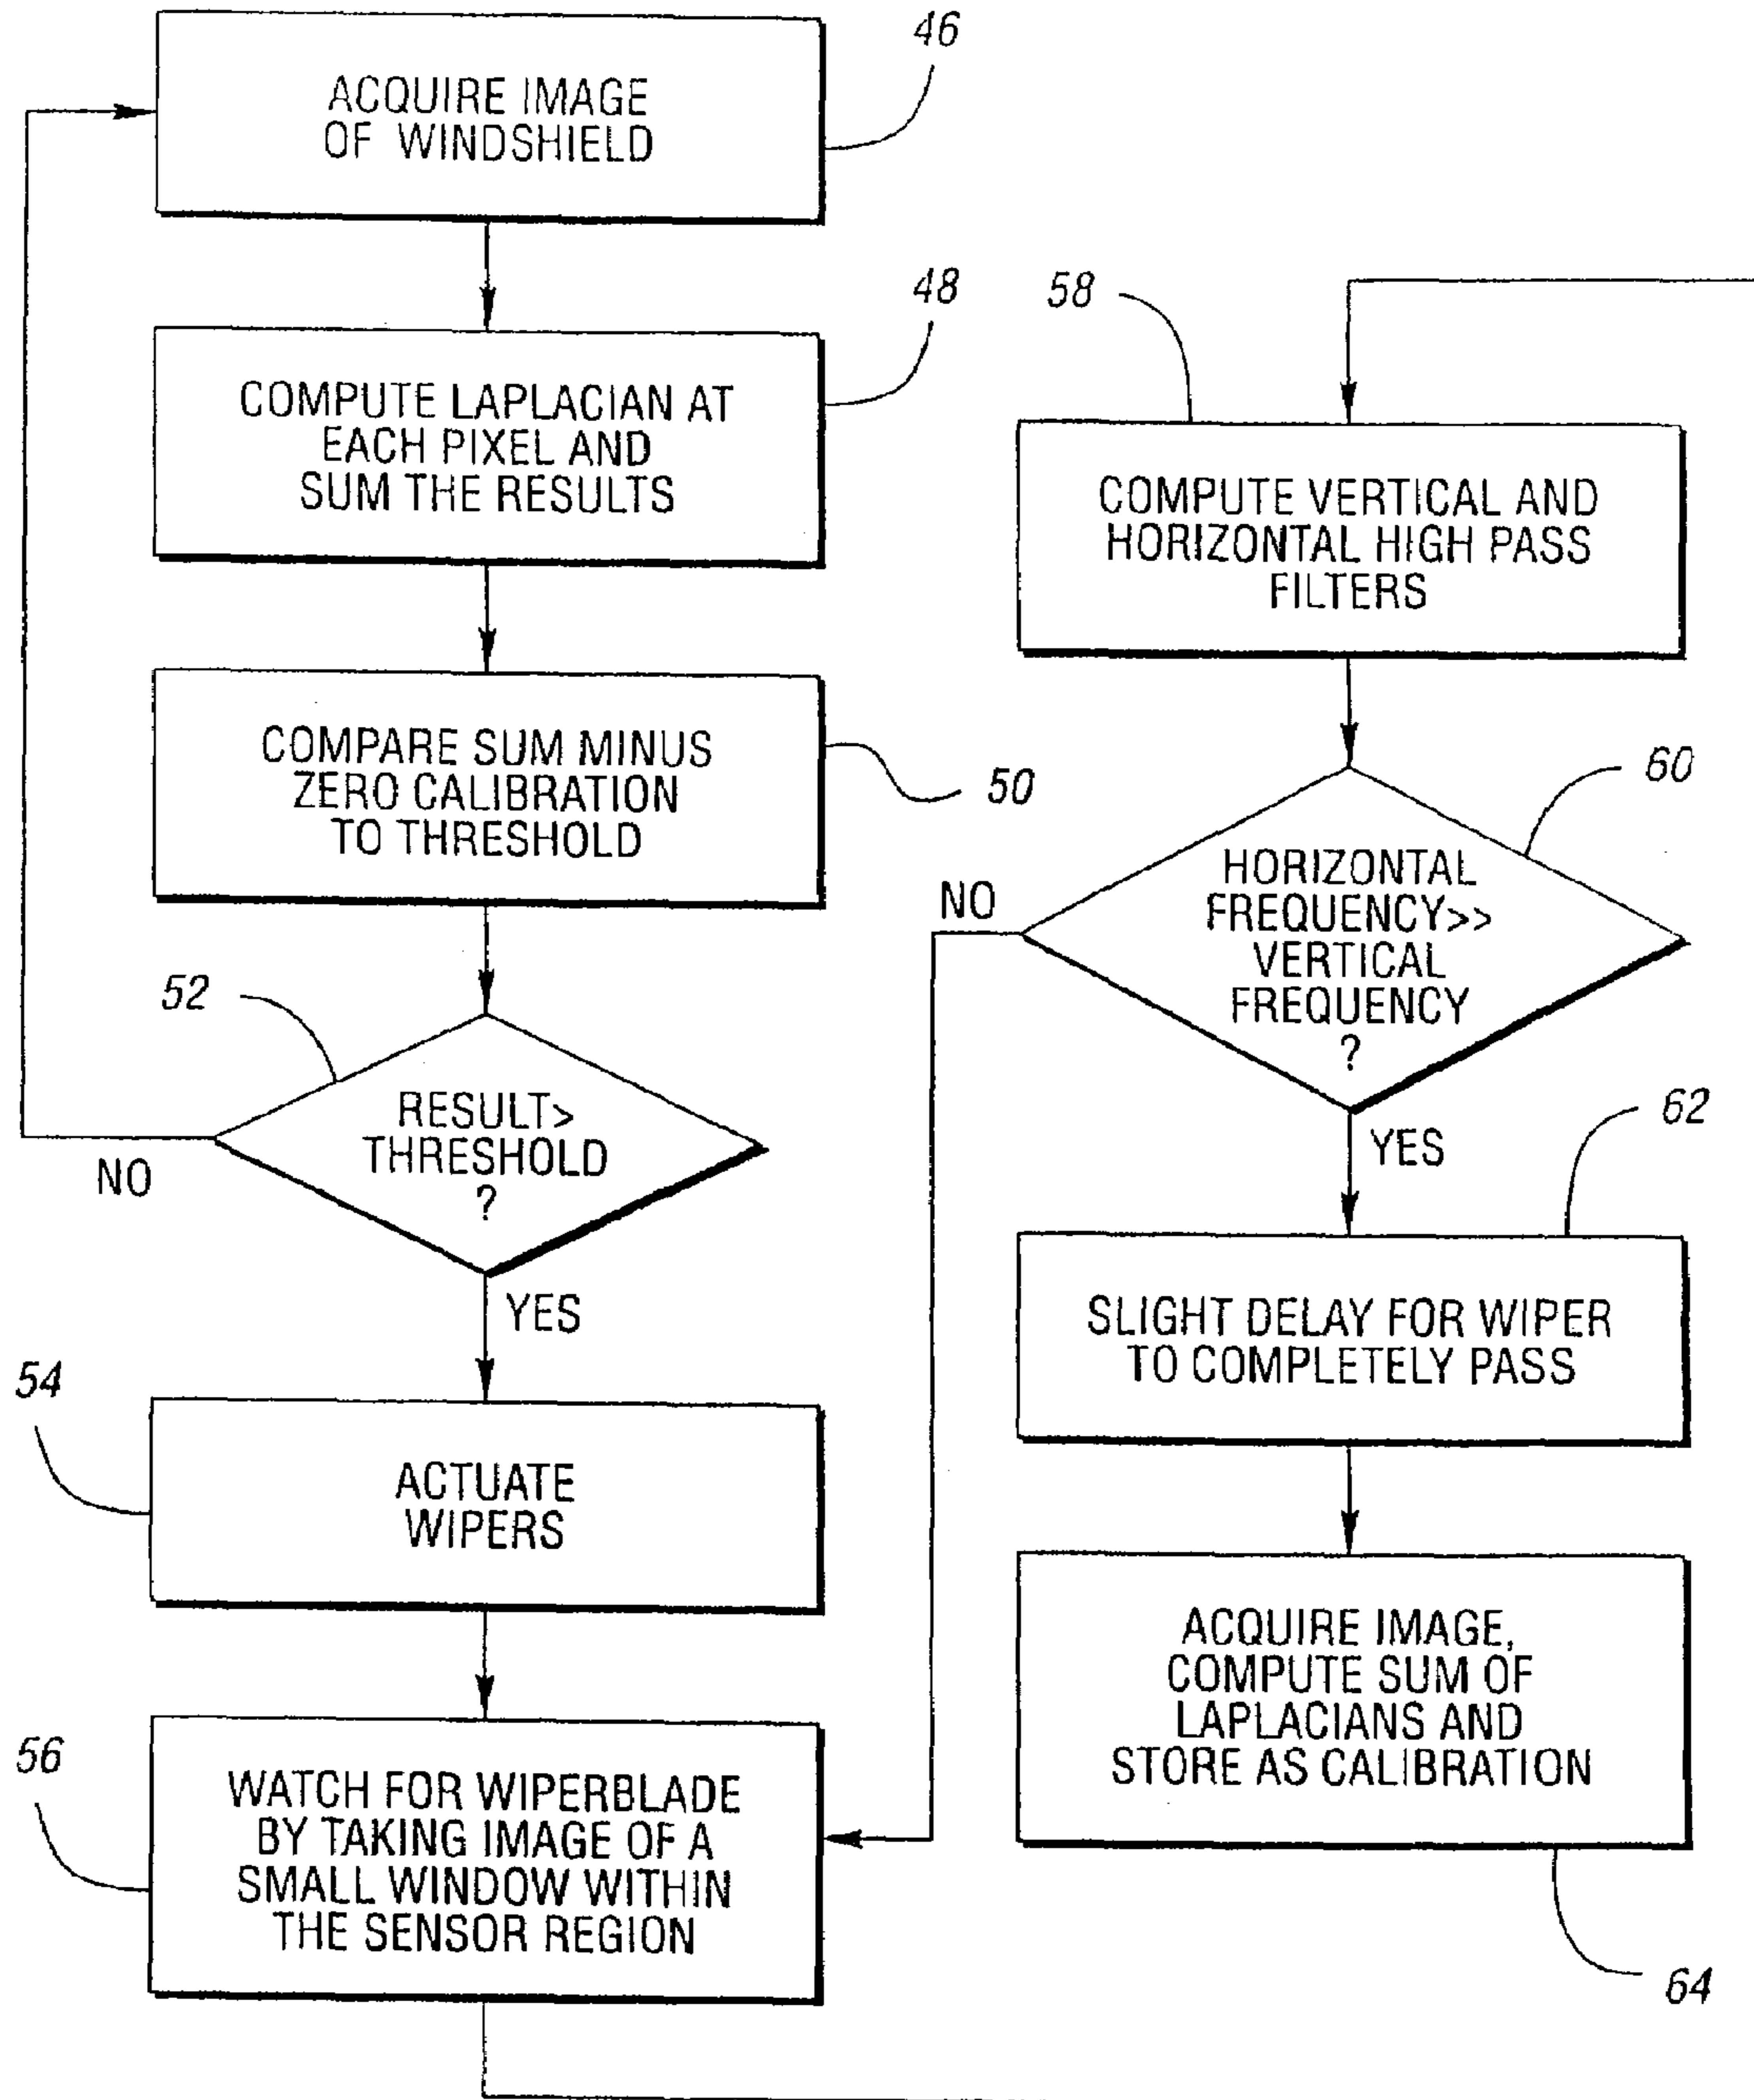 46
ACQUIRE IMAGE
OF WINDSHIELD
48
COMPUTE LAPLACIAN AT
EACH PIXEL AND
SUM THE RESULTS
COMPARE SUM MINUS
ZERO CALIBRATION
TO THRESHOLD
50
52
RESULT>
THRESHOLD
?
NO
YES
54
ACTUATE
WIPERS
56
WATCH FOR WIPERBLADE
BY TAKING IMAGE OF A
SMALL WINDOW WITHIN
THE SENSOR REGION
58
COMPUTE VERTICAL AND
HORIZONTAL HIGH PASS
FILTERS
60
HORIZONTAL
FREQUENCY>>
VERTICAL
FREQUENCY
?
NO
YES
62
SLIGHT DELAY FOR WIPER
TO COMPLETELY PASS
ACQUIRE IMAGE,
COMPUTE SUM OF
LAPLACIANS AND
STORE AS CALIBRATION
64